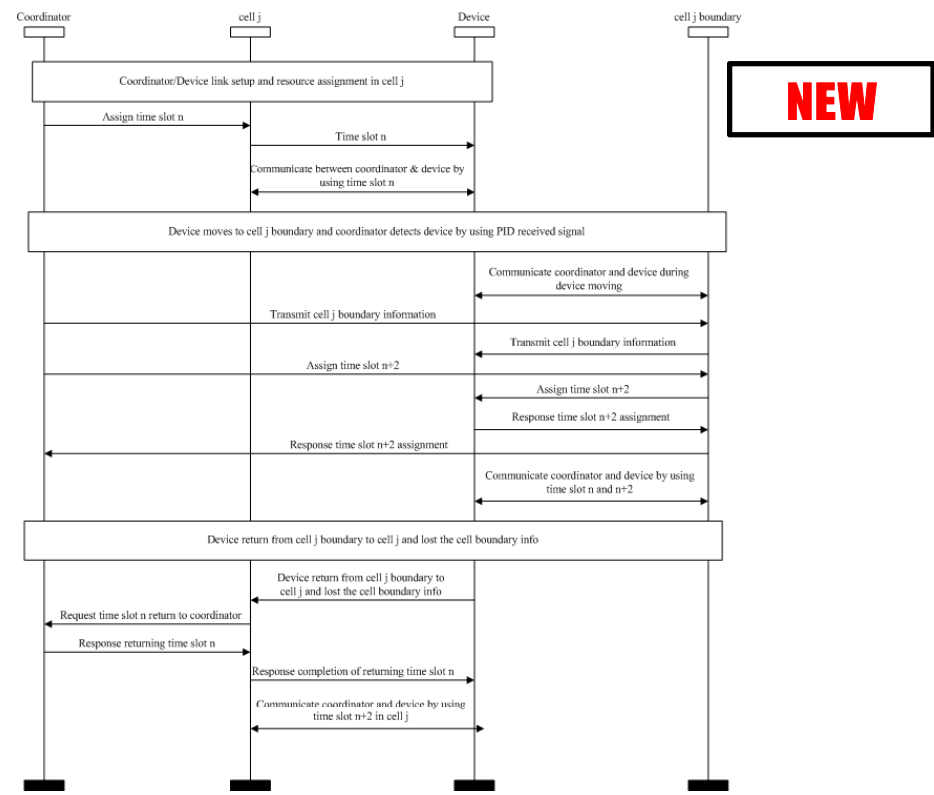 Coordinator
cell j
Device
cell j boundary
Coordinator/Device link setup and resource assignment in cell j
NEW
Assign time slot n
Time slot n
Communicate between coordinator & device by
using time slot n
Device moves to cell j boundary and coordinator detects device by using PID received signal
Communicate coordinator and device during
device moving
Transmit cell j boundary information
Transmit cell j boundary information
Assign time slot n+2
Assign time slot n+2
Response time slot n+2 assignment
Response time slot n+2 assignment
Communicate coordinator and device by using
time slot n and n+2
Device return from cell j boundary to cell j and lost the cell boundary info
Device return from cell j boundary to
cell j and lost the cell boundary info
Request time slot n return to coordinator
Response returning time slot n
Response completion of returning time slot n
Communicate coordinator and device by using
time slot n+2 in cell j